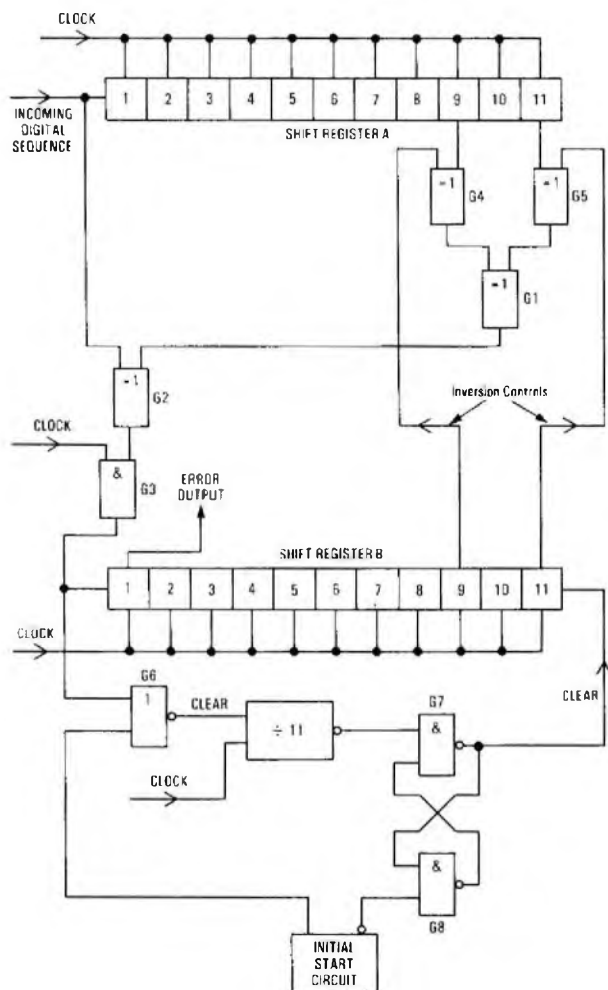 CLOCK
1 2 3 4 5 6 7 8 9 10 11
INCOMING
DIGITAL
SEQUENCE
SHIFT REGISTER A
=1
G4
=1
G5
=1
G1
=1
G2
Inversion Controls
CLOCK
&
G3
ERROR
OUTPUT
SHIFT REGISTER B
1 2 3 4 5 6 7 8 9 10 11
CLOCK
G6
1
CLEAR
÷ 11
G7
&
CLEAR
CLOCK
&
G8
INITIAL
START
CIRCUIT